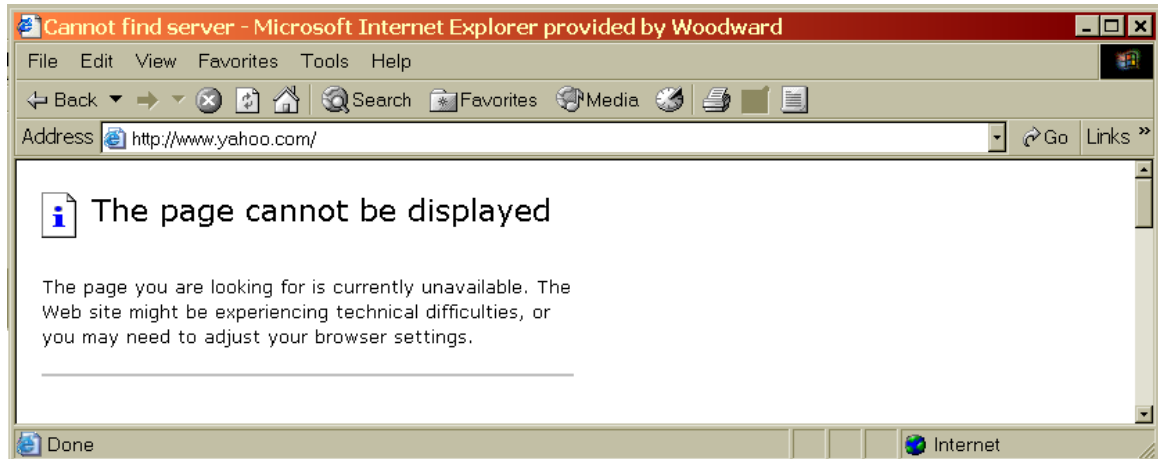 Cannot find server - Microsoft Internet Explorer provided by Woodward
File Edit View Favorites Tools Help
Back Search Favorites Media
Address http://www.yahoo.com/ Go Links »
The page cannot be displayed
The page you are looking for is currently unavailable. The
Web site might be experiencing technical difficulties, or
you may need to adjust your browser settings.
Done Internet